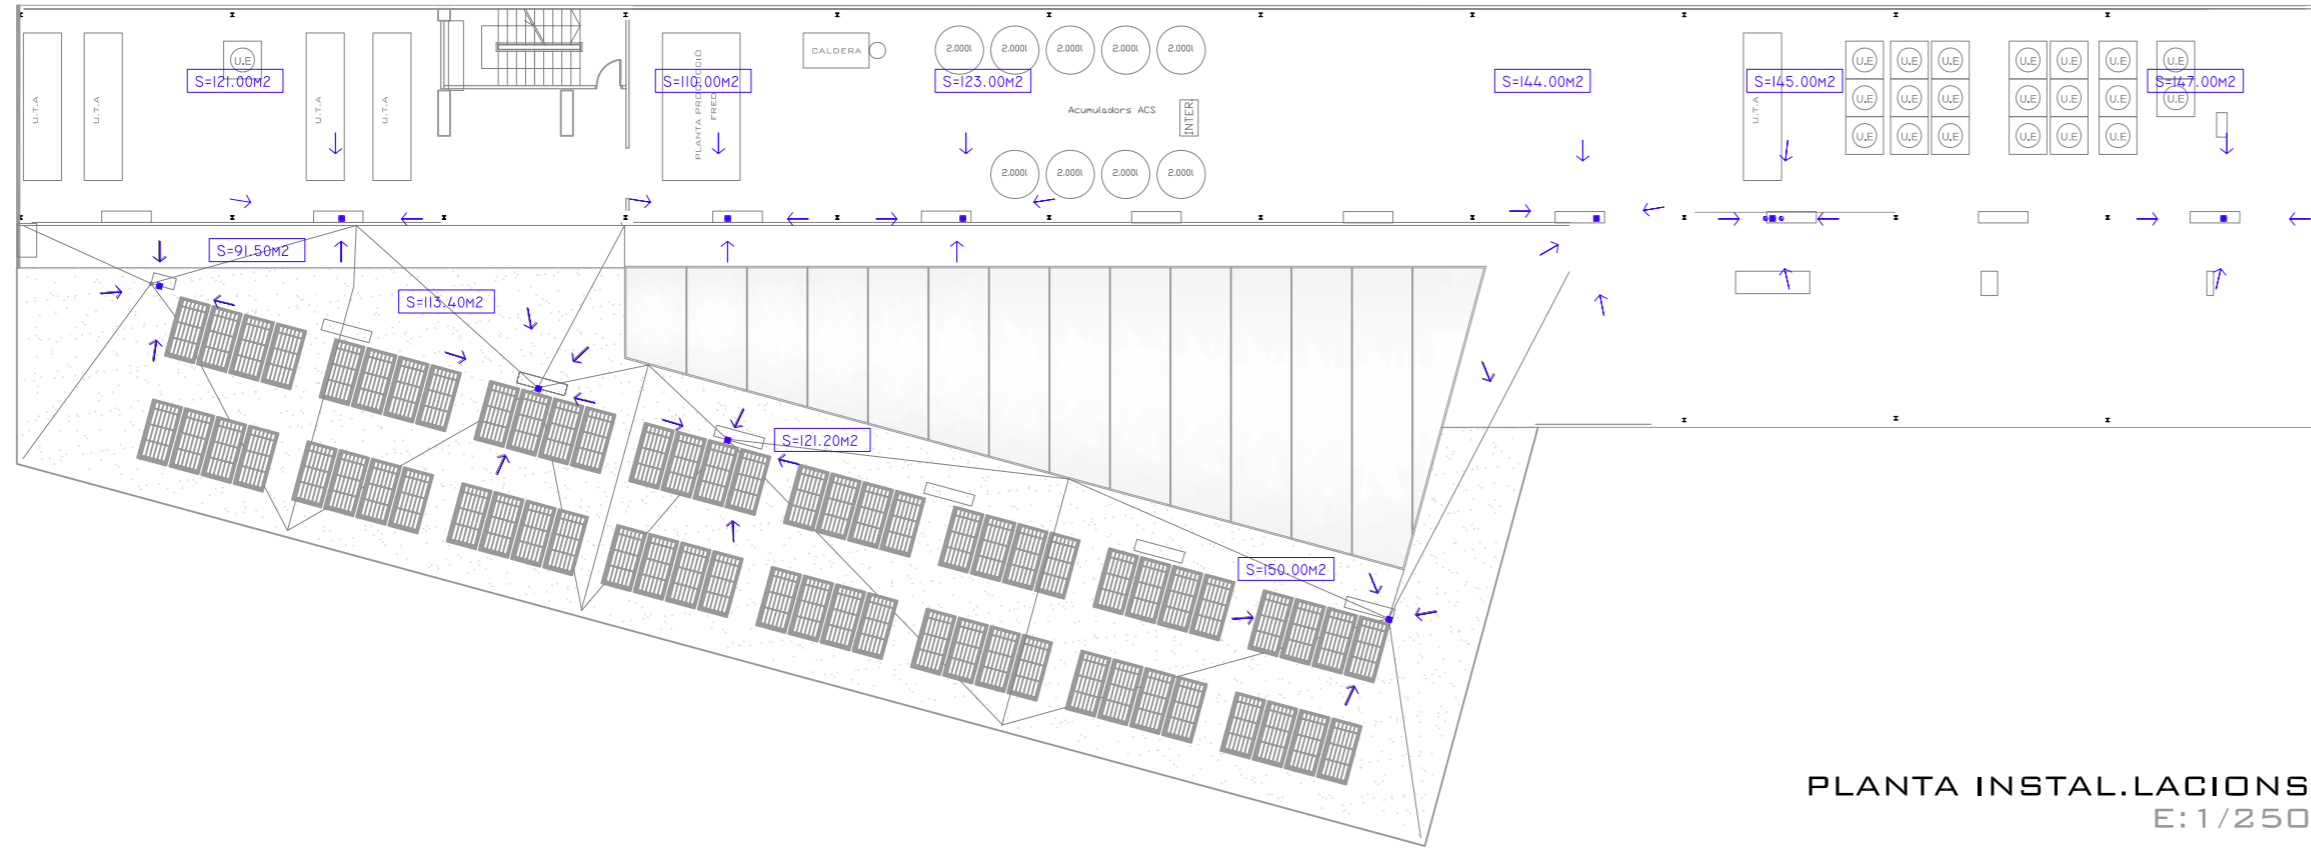 2.000l 2.000l 2.000l 2.000l 2.000l
CALDERA
U.E
U.E U.E U.E U.E U.E U.E U.E
S=121.00M2 S=110.00M2 S=123.00M2 S=144.00M2 S=145.00M2 S=147.00M2
U.T.A U.T.A U.T.A U.T.A
PLANTA PRODUCCIÓ
FRED
Acumuladors ACS
INTER.
U.T.A
U.E U.E U.E U.E U.E U.E U.E
U.E U.E U.E U.E U.E U.E
2.000l 2.000l 2.000l 2.000l
S=91.50M2
S=113.40M2
S=121.20M2
S=150.00M2
PLANTA INSTAL.LACIONS
E:1/250